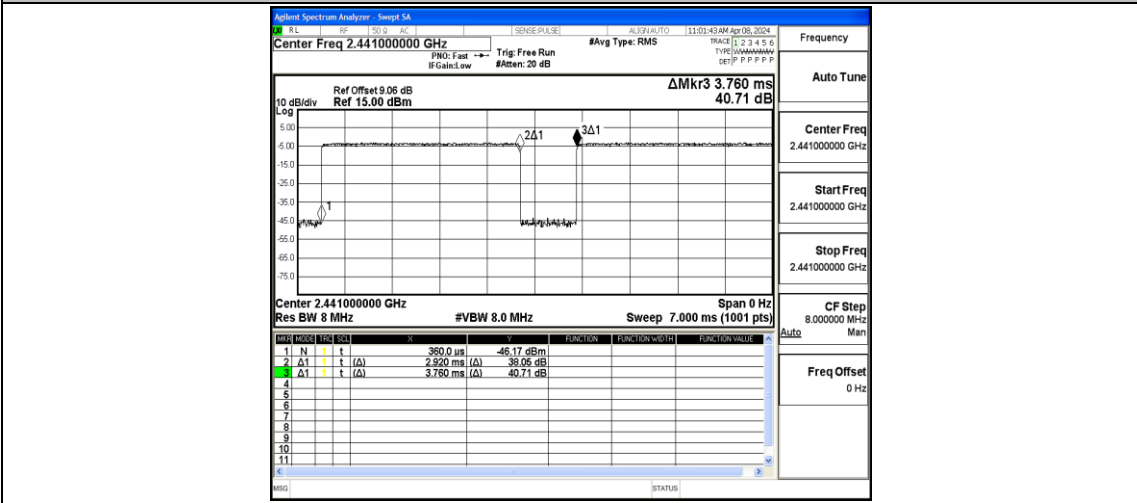 Agilent Spectrum Analyzer - Swept SA
RL RF 50 Ω AC SENSE:PULSE ALIGN AUTO 11:01:43 AM Apr 08, 2024
Center Freq 2.441000000 GHz #Avg Type: RMS TRACE 1 2 3 4 5 6
PNO: Fast Trig: Free Run TYPE
IFGain:Low #Atten: 20 dB DET P P P P P P
ΔMkr3 3.760 ms
40.71 dB
Ref Offset 9.06 dB
10 dB/div Ref 15.00 dBm
Log
5.00
-5.00
-15.0
-25.0
-35.0
-45.0
-55.0
-65.0
-75.0
1
2Δ1
3Δ1
Center 2.441000000 GHz Span 0 Hz
Res BW 8 MHz #VBW 8.0 MHz Sweep 7.000 ms (1001 pts)
MKR MODE TRC SCL X Y FUNCTION FUNCTION WIDTH FUNCTION VALUE
1 N 1 t 360.0 us -46.17 dBm
2 Δ1 1 t (Δ) 2.920 ms (Δ) 38.05 dB
3 Δ1 1 t (Δ) 3.760 ms (Δ) 40.71 dB
4
5
6
7
8
9
10
11
MSG STATUS
Frequency
Auto Tune
Center Freq
2.441000000 GHz
Start Freq
2.441000000 GHz
Stop Freq
2.441000000 GHz
CF Step
8.000000 MHz
Auto Man
Freq Offset
0 Hz